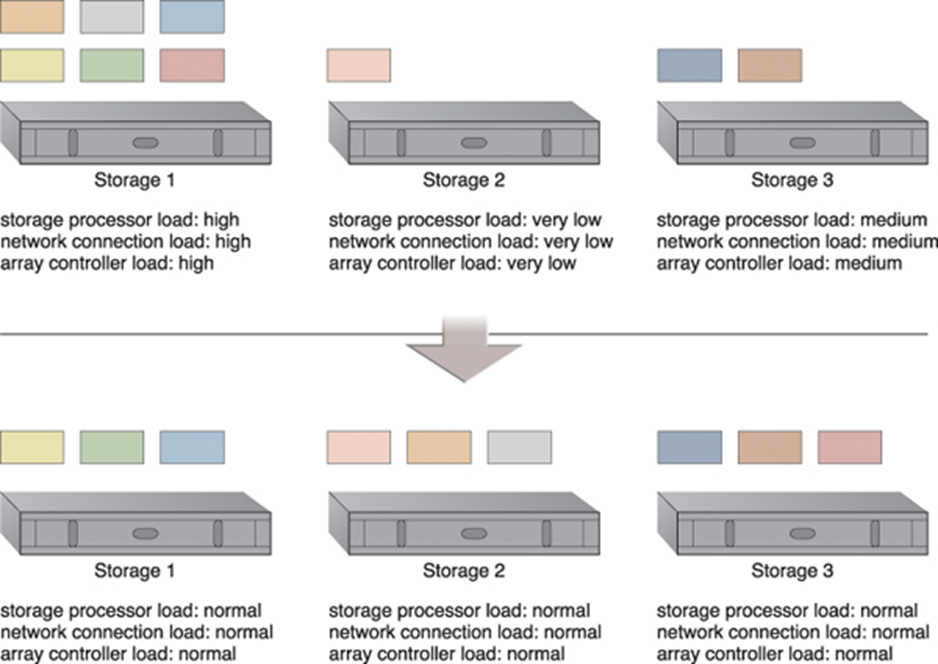 Storage 1
storage processor load: high
network connection load: high
array controller load: high
Storage 2
storage processor load: very low
network connection load: very low
array controller load: very low
Storage 3
storage processor load: medium
network connection load: medium
array controller load: medium
Storage 1
storage processor load: normal
network connection load: normal
array controller load: normal
Storage 2
storage processor load: normal
network connection load: normal
array controller load: normal
Storage 3
storage processor load: normal
network connection load: normal
array controller load: normal